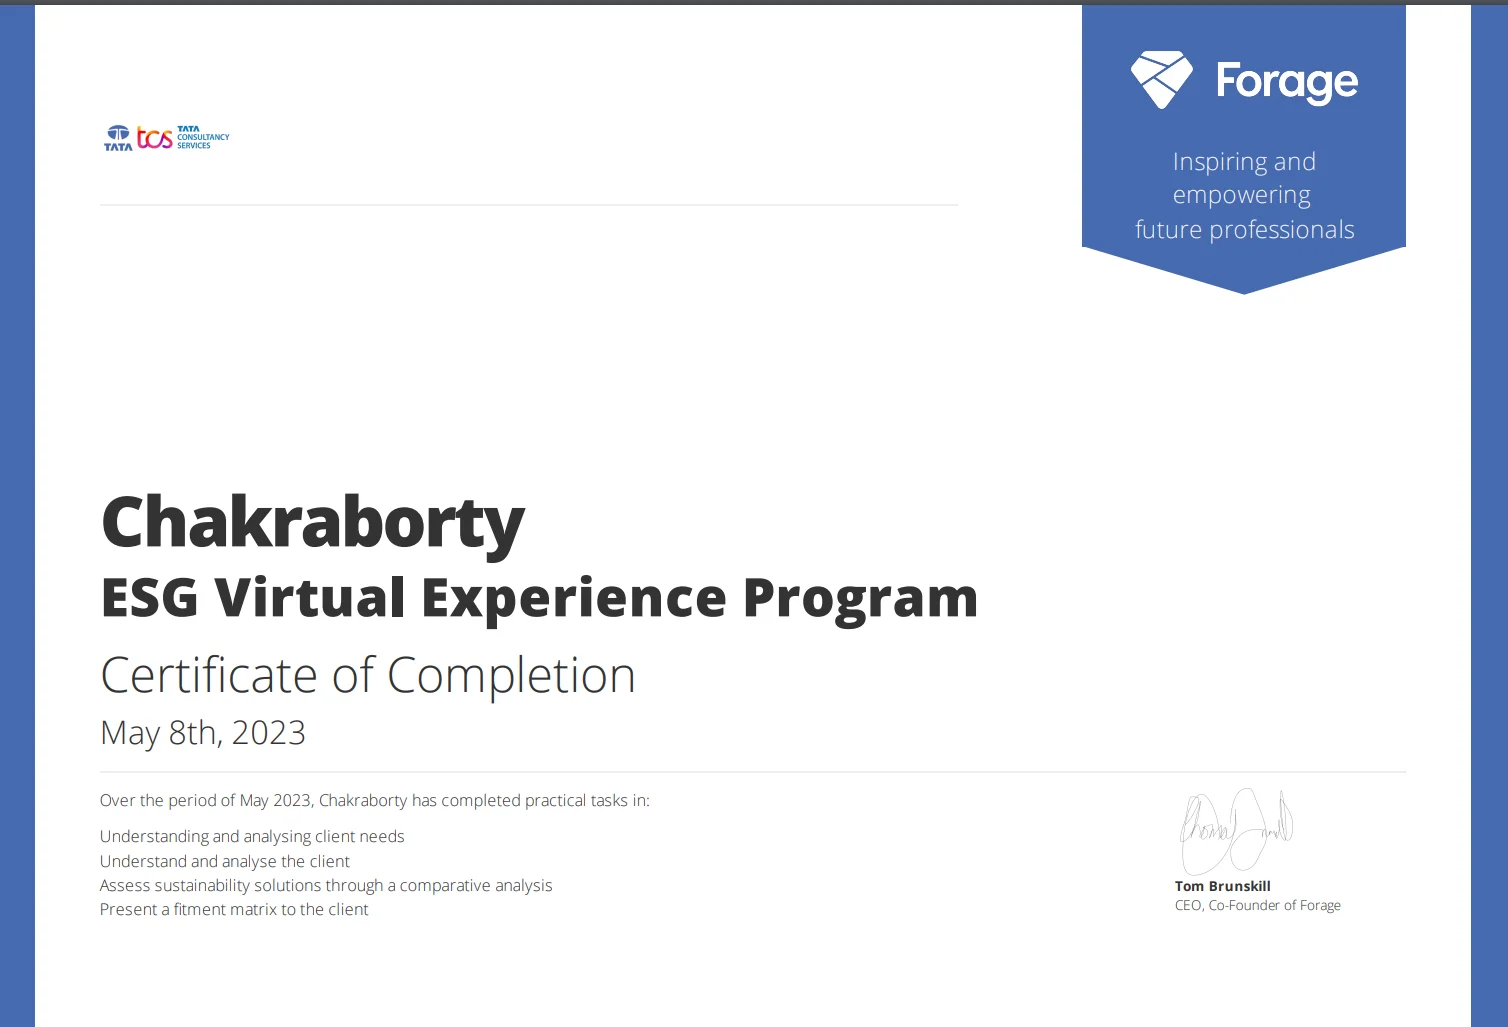 TATA
tcs
TATA
CONSULTANCY
SERVICES
Forage
Inspiring and
empowering
future professionals
Chakraborty
ESG Virtual Experience Program
Certificate of Completion
May 8th, 2023
Over the period of May 2023, Chakraborty has completed practical tasks in:
Understanding and analysing client needs
Understand and analyse the client
Assess sustainability solutions through a comparative analysis
Present a fitment matrix to the client
Tom Brunskill
CEO, Co-Founder of Forage